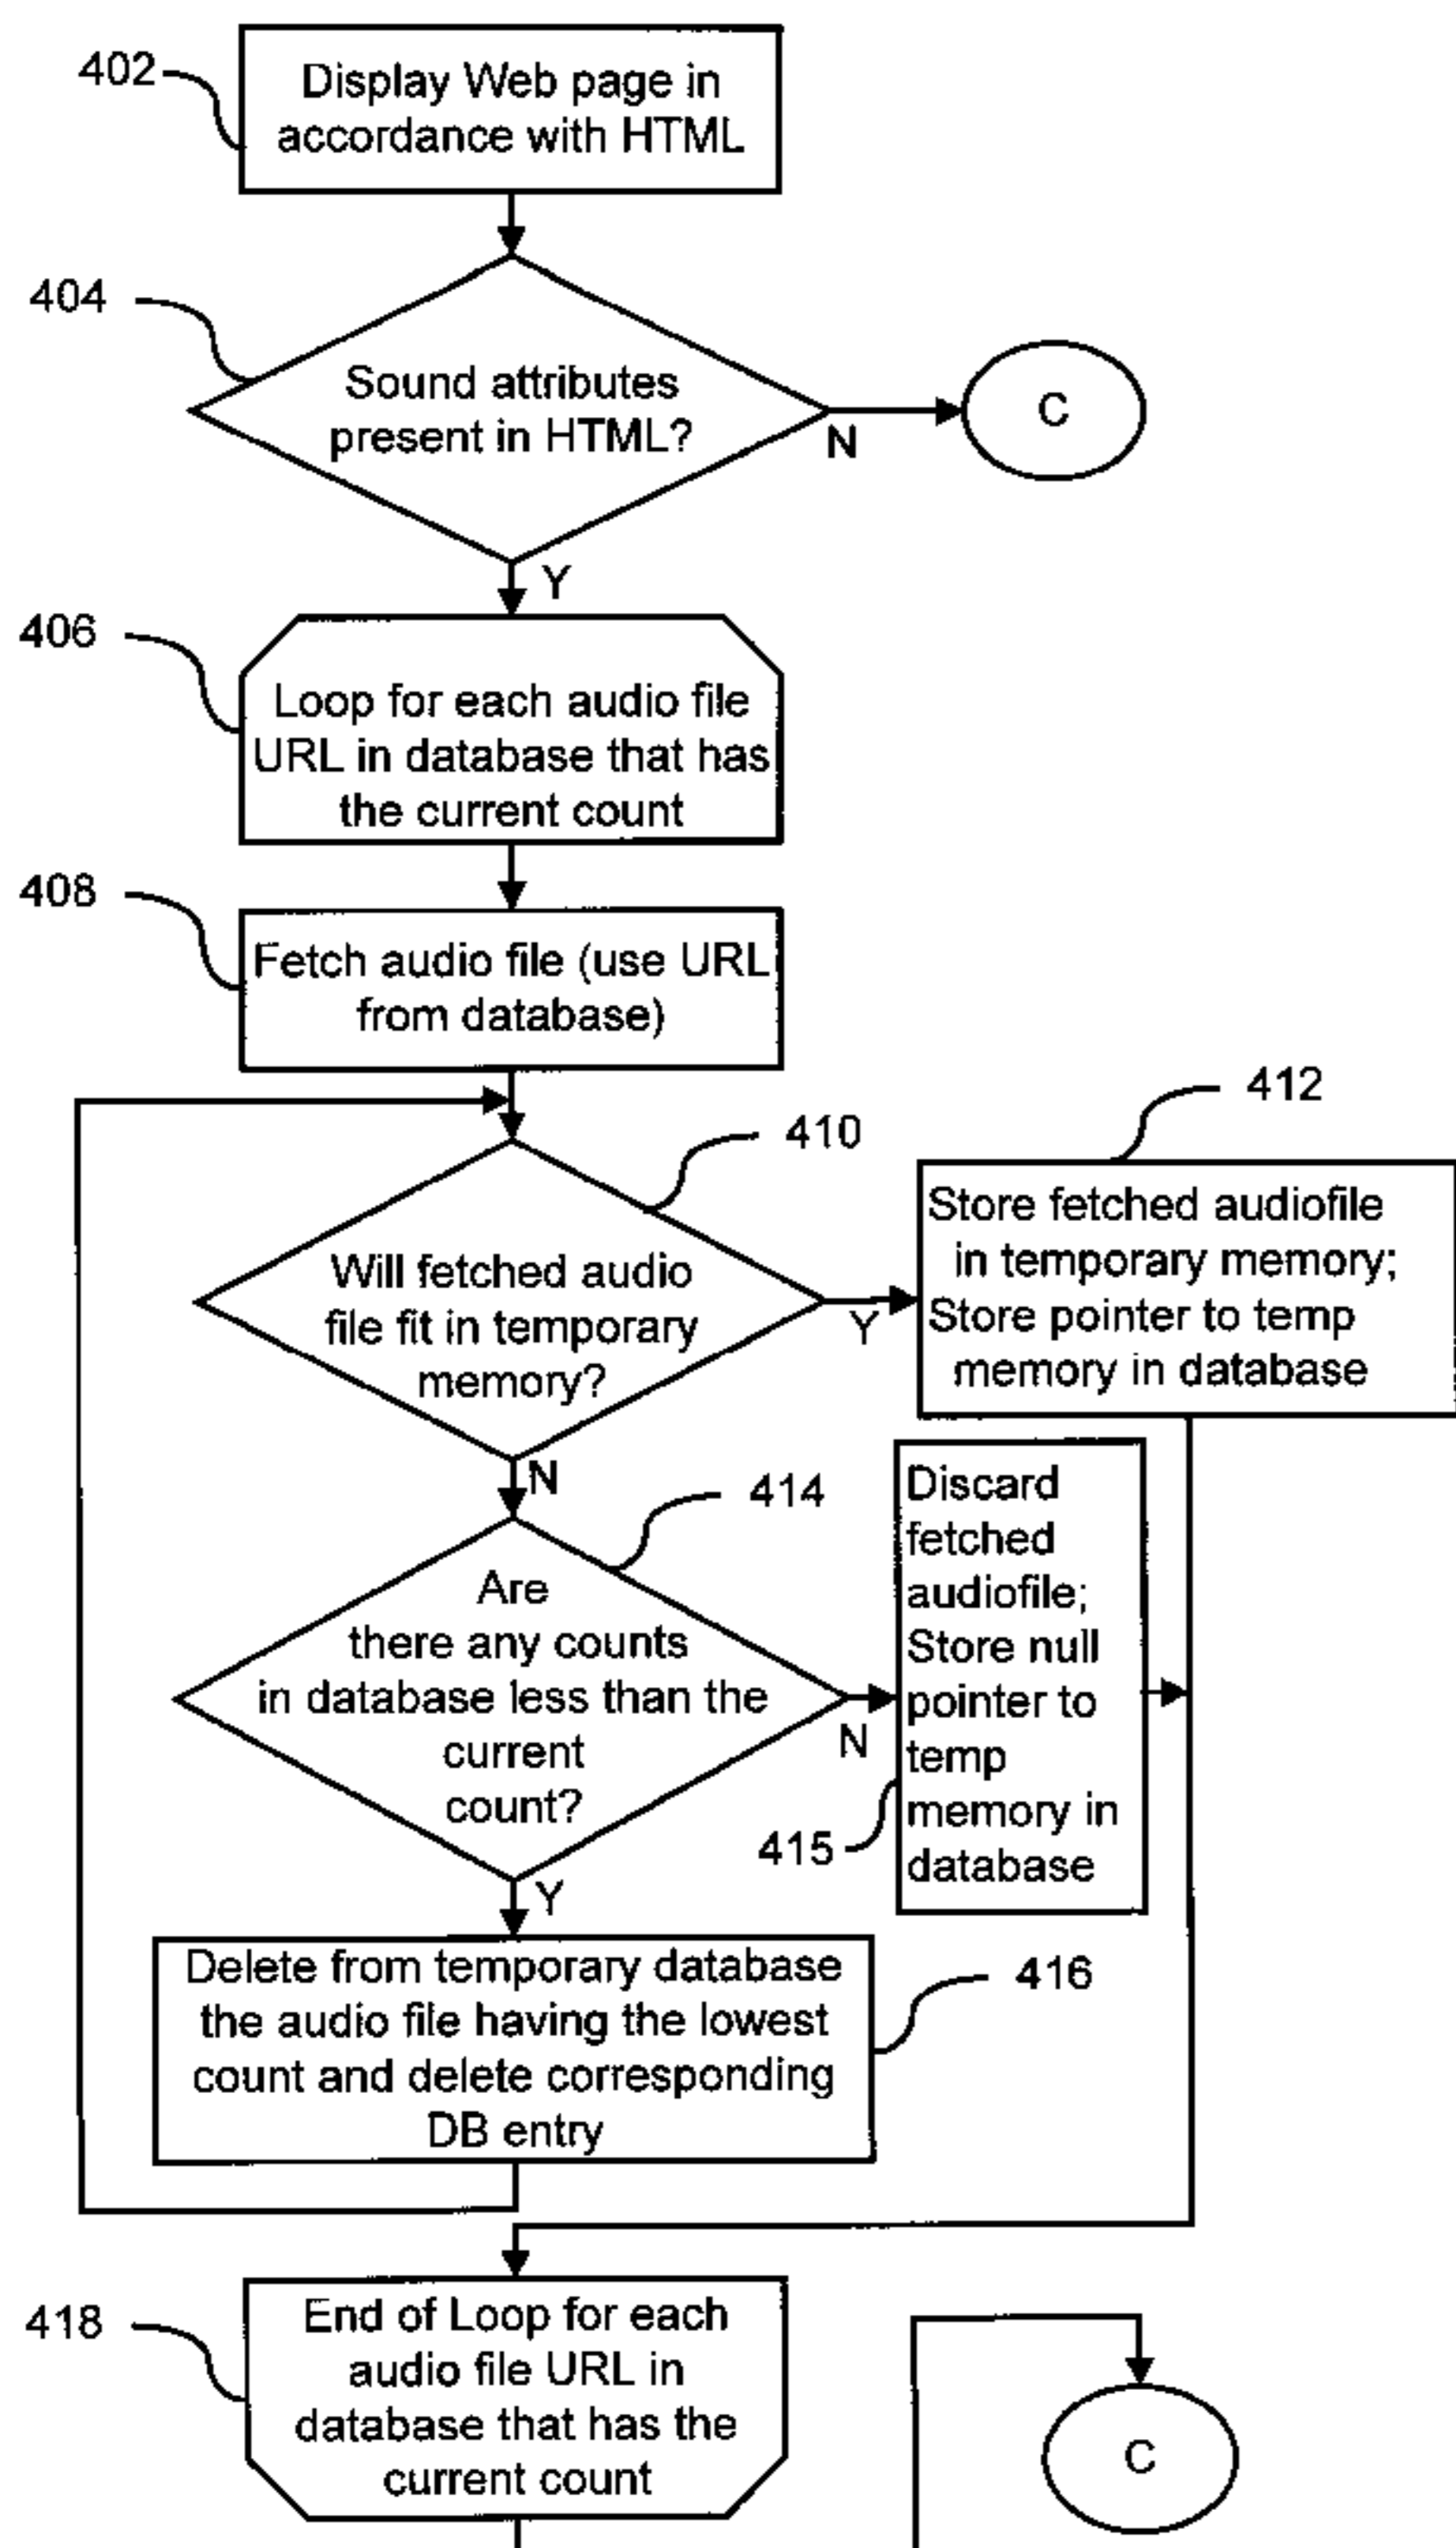 402
Display Web page in
accordance with HTML
404
Sound attributes
present in HTML?
N
C
Y
406
Loop for each audio file
URL in database that has
the current count
408
Fetch audio file (use URL
from database)
410
Will fetched audio
file fit in temporary
memory?
Y
412
Store fetched audiofile
in temporary memory;
Store pointer to temp
memory in database
N
414
Are
there any counts
in database less than the
current
count?
N
415
Discard
fetched
audiofile;
Store null
pointer to
temp
memory in
database
Y
416
Delete from temporary database
the audio file having the lowest
count and delete corresponding
DB entry
418
End of Loop for each
audio file URL in
database that has the
current count
C